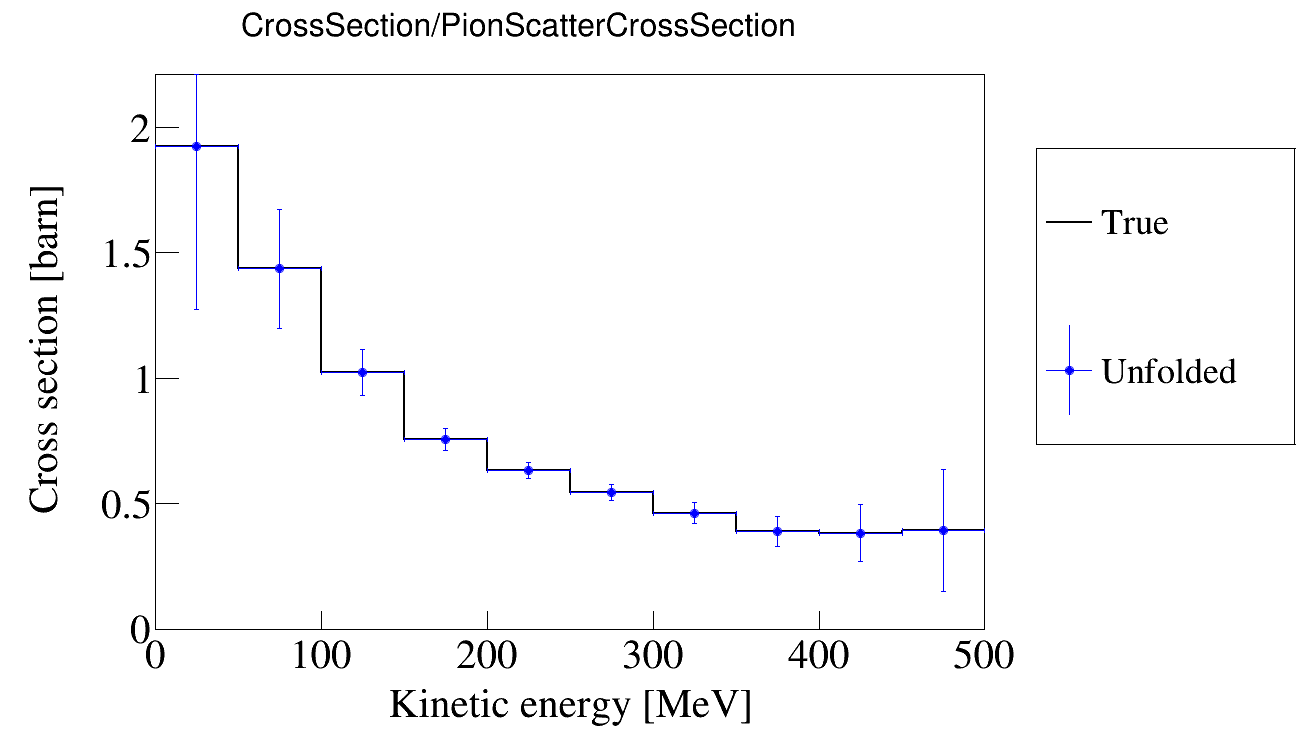 CrossSection/PionScatterCrossSection
Cross section [barn]
2
1.5
1
0.5
0
0 100 200 300 400 500
Kinetic energy [MeV]
True
Unfolded